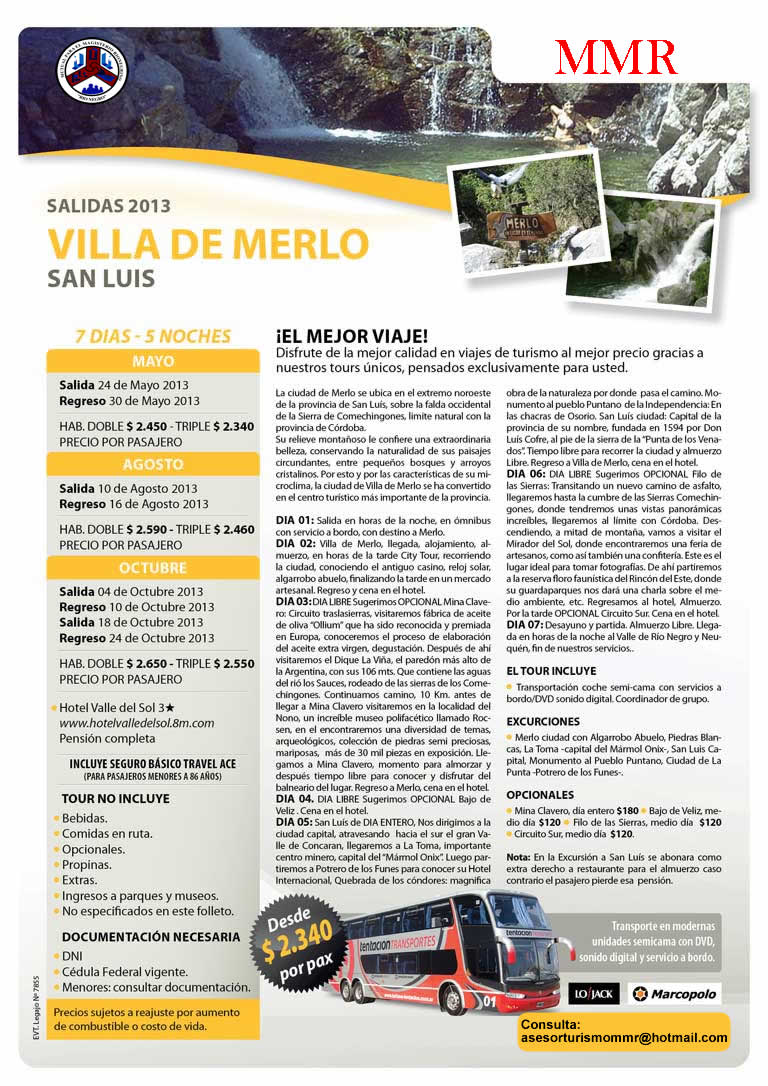 MMR
MERLO
SALIDAS 2013
VILLA DE MERLO
SAN LUIS
7 DIAS - 5 NOCHES
MAYO
Salida 24 de Mayo 2013
Regreso 30 de Mayo 2013
HAB. DOBLE $ 2.450 - TRIPLE $ 2.340
PRECIO POR PASAJERO
AGOSTO
Salida 10 de Agosto 2013
Regreso 16 de Agosto 2013
HAB. DOBLE $ 2.590 - TRIPLE $ 2.460
PRECIO POR PASAJERO
OCTUBRE
Salida 04 de Octubre 2013
Regreso 10 de Octubre 2013
Salida 18 de Octubre 2013
Regreso 24 de Octubre 2013
HAB. DOBLE $ 2.650 - TRIPLE $ 2.550
PRECIO POR PASAJERO
Hotel Valle del Sol 3★
www.hotelvalledelsol.8m.com
Pensión completa
INCLUYE SEGURO BÁSICO TRAVEL ACE
(PARA PASAJEROS MENORES A 86 AÑOS)
TOUR NO INCLUYE
• Bebidas.
• Comidas en ruta.
• Opcionales.
• Propinas.
• Extras.
• Ingresos a parques y museos.
• No especificados en este folleto.
DOCUMENTACIÓN NECESARIA
• DNI
• Cédula Federal vigente.
• Menores: consultar documentación.
Precios sujetos a reajuste por aumento
de combustible o costo de vida.
EVT. Legajo Nº 7855
¡EL MEJOR VIAJE!
Disfrute de la mejor calidad en viajes de turismo al mejor precio gracias a
nuestros tours únicos, pensados exclusivamente para usted.
La ciudad de Merlo se ubica en el extremo noroeste
de la provincia de San Luís, sobre la falda occidental
de la Sierra de Comechingones, limite natural con la
provincia de Córdoba.
Su relieve montañoso le confiere una extraordinaria
belleza, conservando la naturalidad de sus paisajes
circundantes, entre pequeños bosques y arroyos
cristalinos. Por esto y por las características de su mi-
croclima, la ciudad de Villa de Merlo se ha convertido
en el centro turístico más importante de la provincia.
DIA 01: Salida en horas de la noche, en ómnibus
con servicio a bordo, con destino a Merlo.
DIA 02: Villa de Merlo, llegada, alojamiento, al-
muerzo, en horas de la tarde City Tour, recorriendo
la ciudad, conociendo el antiguo casino, reloj solar,
algarrobo abuelo, finalizando la tarde en un mercado
artesanal. Regreso y cena en el hotel.
DIA 03: DIA LIBRE Sugerimos OPCIONAL Mina Clave-
ro: Circuito traslasierras, visitaremos fábrica de aceite
de oliva "Ollium" que ha sido reconocida y premiada
en Europa, conoceremos el proceso de elaboración
del aceite extra virgen, degustación. Después de ahí
visitaremos el Dique La Viña, el paredón más alto de
la Argentina, con sus 106 mts. Que contiene las aguas
del rió los Sauces, rodeado de las sierras de los Come-
chingones. Continuamos camino, 10 Km. antes de
llegar a Mina Clavero visitaremos en la localidad del
Nono, un increíble museo polifacético llamado Roc-
sen, en el encontraremos una diversidad de temas,
arqueológicos, colección de piedras semi preciosas,
mariposas, más de 30 mil piezas en exposición. Lle-
gamos a Mina Clavero, momento para almorzar y
después tiempo libre para conocer y disfrutar del
balneario del lugar. Regreso a Merlo, cena en el hotel.
DIA 04. DIA LIBRE Sugerimos OPCIONAL Bajo de
Veliz . Cena en el hotel.
DIA 05: San Luís de DIA ENTERO, Nos dirigimos a la
ciudad capital, atravesando hacia el sur el gran Va-
lle de Concaran, llegaremos a La Toma, importante
centro minero, capital del "Mármol Onix". Luego par-
tiremos a Potrero de los Funes para conocer su Hotel
Internacional, Quebrada de los cóndores: magnifica
obra de la naturaleza por donde pasa el camino. Mo-
numento al pueblo Puntano de la Independencia: En
las chacras de Osorio. San Luís ciudad: Capital de la
provincia de su nombre, fundada en 1594 por Don
Luís Cofre, al pie de la sierra de la "Punta de los Vena-
dos". Tiempo libre para recorrer la ciudad y almuerzo
Libre. Regreso a Villa de Merlo, cena en el hotel.
DIA 06: DIA LIBRE Sugerimos OPCIONAL Filo de
las Sierras: Transitando un nuevo camino de asfalto,
llegaremos hasta la cumbre de las Sierras Comechin-
gones, donde tendremos unas vistas panorámicas
increíbles, llegaremos al límite con Córdoba. Des-
cendiendo, a mitad de montaña, vamos a visitar el
Mirador del Sol, donde encontraremos una feria de
artesanos, como así también una confitería. Este es el
lugar ideal para tomar fotografías. De ahí partiremos
a la reserva floro faunística del Rincón del Este, donde
su guardaparques nos dará una charla sobre el me-
dio ambiente, etc. Regresamos al hotel, Almuerzo.
Por la tarde OPCIONAL Circuito Sur. Cena en el hotel.
DIA 07: Desayuno y partida. Almuerzo Libre. Llega-
da en horas de la noche al Valle de Río Negro y Neu-
quén, fin de nuestros servicios..
EL TOUR INCLUYE
• Transportación coche semi-cama con servicios a
bordo/DVD sonido digital. Coordinador de grupo.
EXCURSIONES
• Merlo ciudad con Algarrobo Abuelo, Piedras Blan-
cas, La Toma -capital del Mármol Onix-, San Luis Ca-
pital, Monumento al Pueblo Puntano, Ciudad de La
Punta -Potrero de los Funes-.
OPCIONALES
• Mina Clavero, día entero $180 • Bajo de Veliz, me-
dio día $120 • Filo de las Sierras, medio día $120
• Circuito Sur, medio día $120.
Nota: En la Excursión a San Luís se abonara como
extra derecho a restaurante para el almuerzo caso
contrario el pasajero pierde esa pensión.
Desde
$ 2.340
por pax
tentacion
tentacionTRANSPORTES
01
Transporte en modernas
unidades semicama con DVD,
sonido digital y servicio a bordo.
LO JACK
Marcopolo
Consulta:
asesorturismommr@hotmail.com